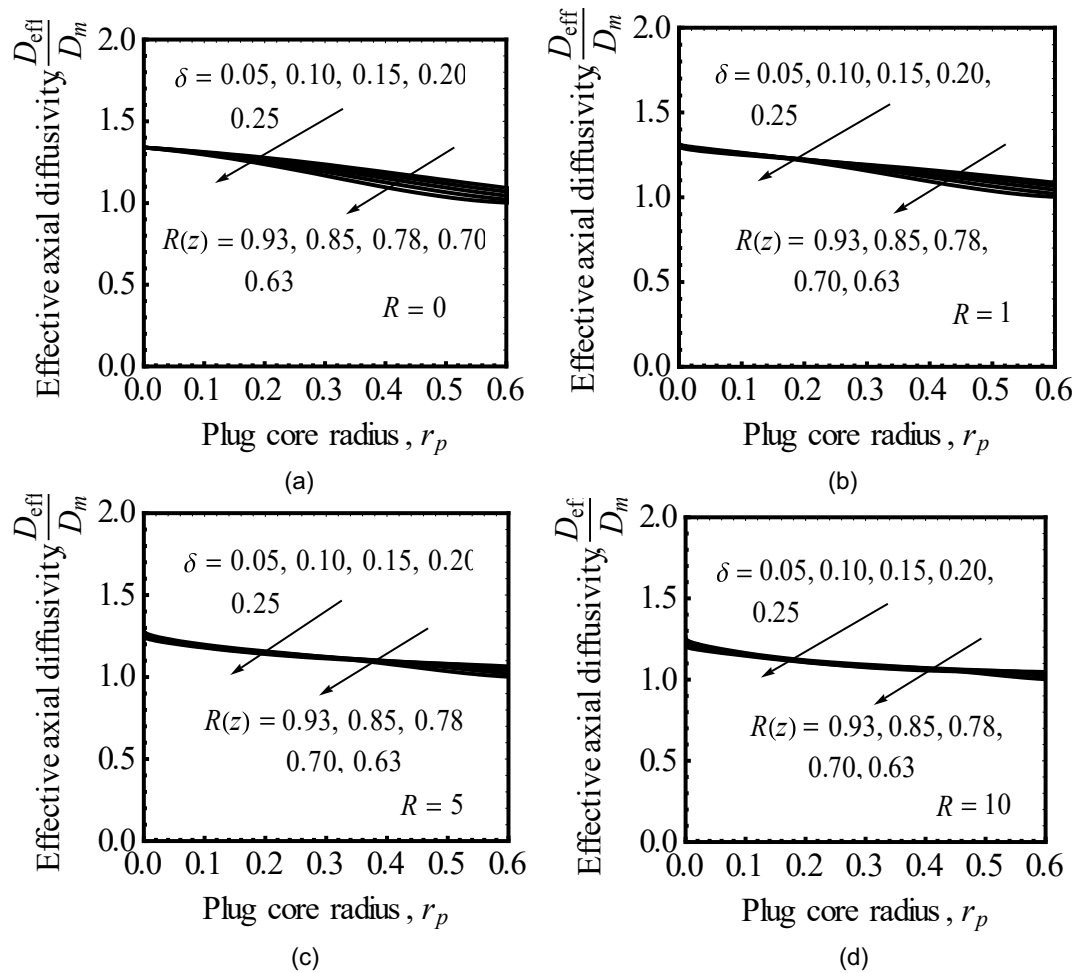 Effective axial diffusivity, D_eff / D_m
2.0
1.5
1.0
0.5
0.0
δ = 0.05, 0.10, 0.15, 0.20
0.25
R(z) = 0.93, 0.85, 0.78, 0.70
0.63
R = 0
0.0 0.1 0.2 0.3 0.4 0.5 0.6
Plug core radius , r_p
(a)
Effective axial diffusivity, D_eff / D_m
2.0
1.5
1.0
0.5
0.0
δ = 0.05, 0.10, 0.15, 0.20,
0.25
R(z) = 0.93, 0.85, 0.78,
0.70, 0.63
R = 1
0.0 0.1 0.2 0.3 0.4 0.5 0.6
Plug core radius , r_p
(b)
Effective axial diffusivity, D_eff / D_m
2.0
1.5
1.0
0.5
0.0
δ = 0.05, 0.10, 0.15, 0.20
0.25
R(z) = 0.93, 0.85, 0.78
0.70, 0.63
R = 5
0.0 0.1 0.2 0.3 0.4 0.5 0.6
Plug core radius , r_p
(c)
Effective axial diffusivity, D_eff / D_m
2.0
1.5
1.0
0.5
0.0
δ = 0.05, 0.10, 0.15, 0.20,
0.25
R(z) = 0.93, 0.85, 0.78,
0.70, 0.63
R = 10
0.0 0.1 0.2 0.3 0.4 0.5 0.6
Plug core radius , r_p
(d)